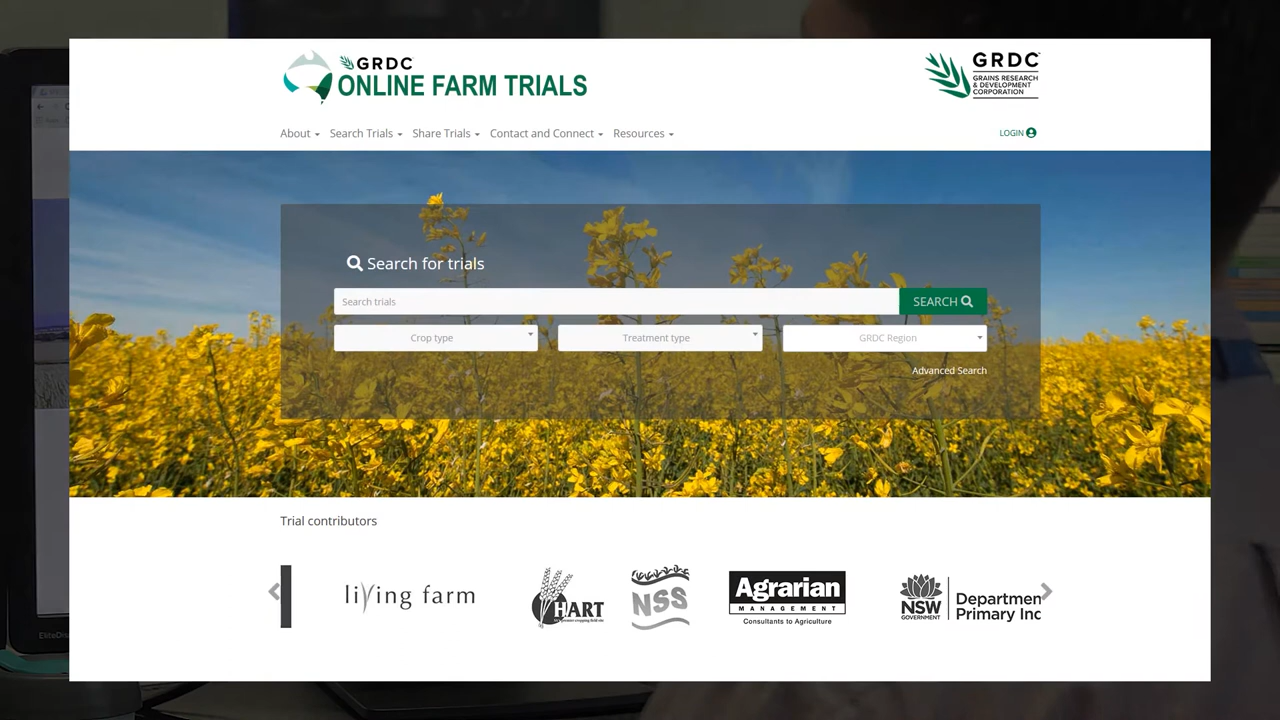 GRDC
ONLINE FARM TRIALS
GRDC
GRAINS RESEARCH
& DEVELOPMENT
CORPORATION
About Search Trials Share Trials Contact and Connect Resources
LOGIN
Search for trials
Search trials
SEARCH
Crop type Treatment type GRDC Region
Advanced Search
Trial contributors
living farm
HART
NSS
Agrarian
MANAGEMENT
Consultants to Agriculture
NSW
GOVERNMENT
Departmen
Primary Inc